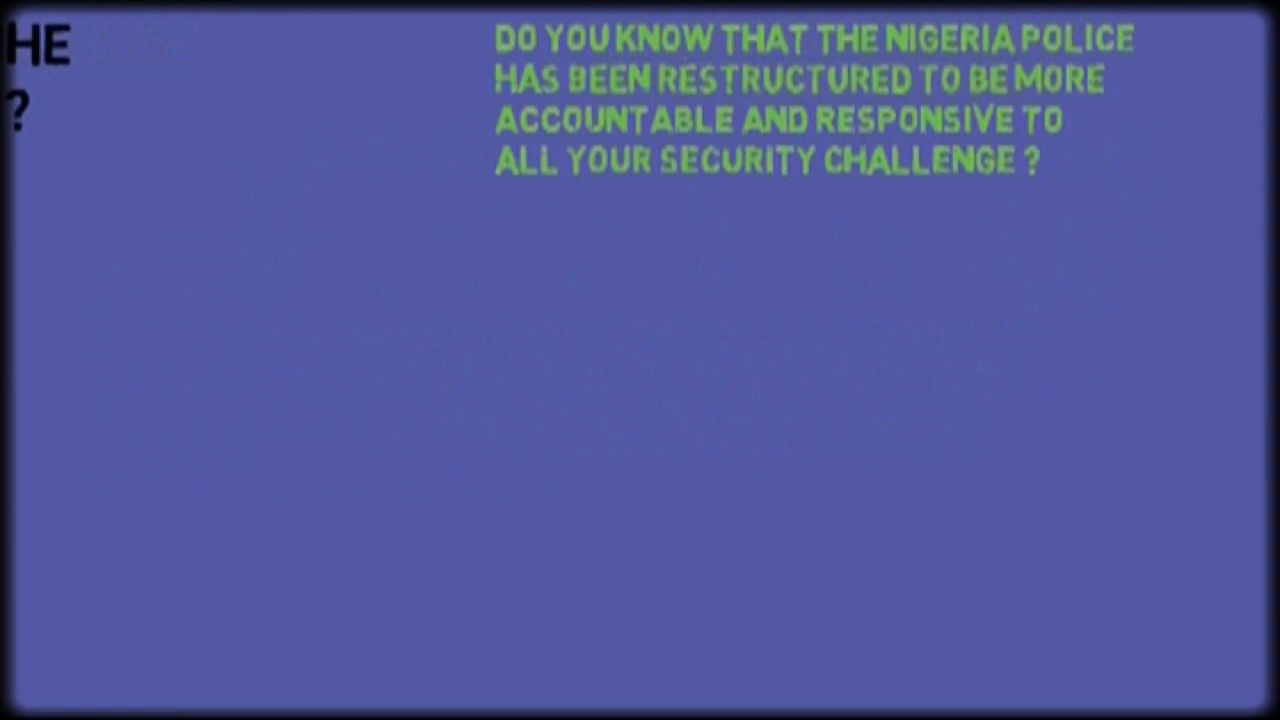 HE
?
DO YOU KNOW THAT THE NIGERIA POLICE
HAS BEEN RESTRUCTURED TO BE MORE
ACCOUNTABLE AND RESPONSIVE TO
ALL YOUR SECURITY CHALLENGE ?